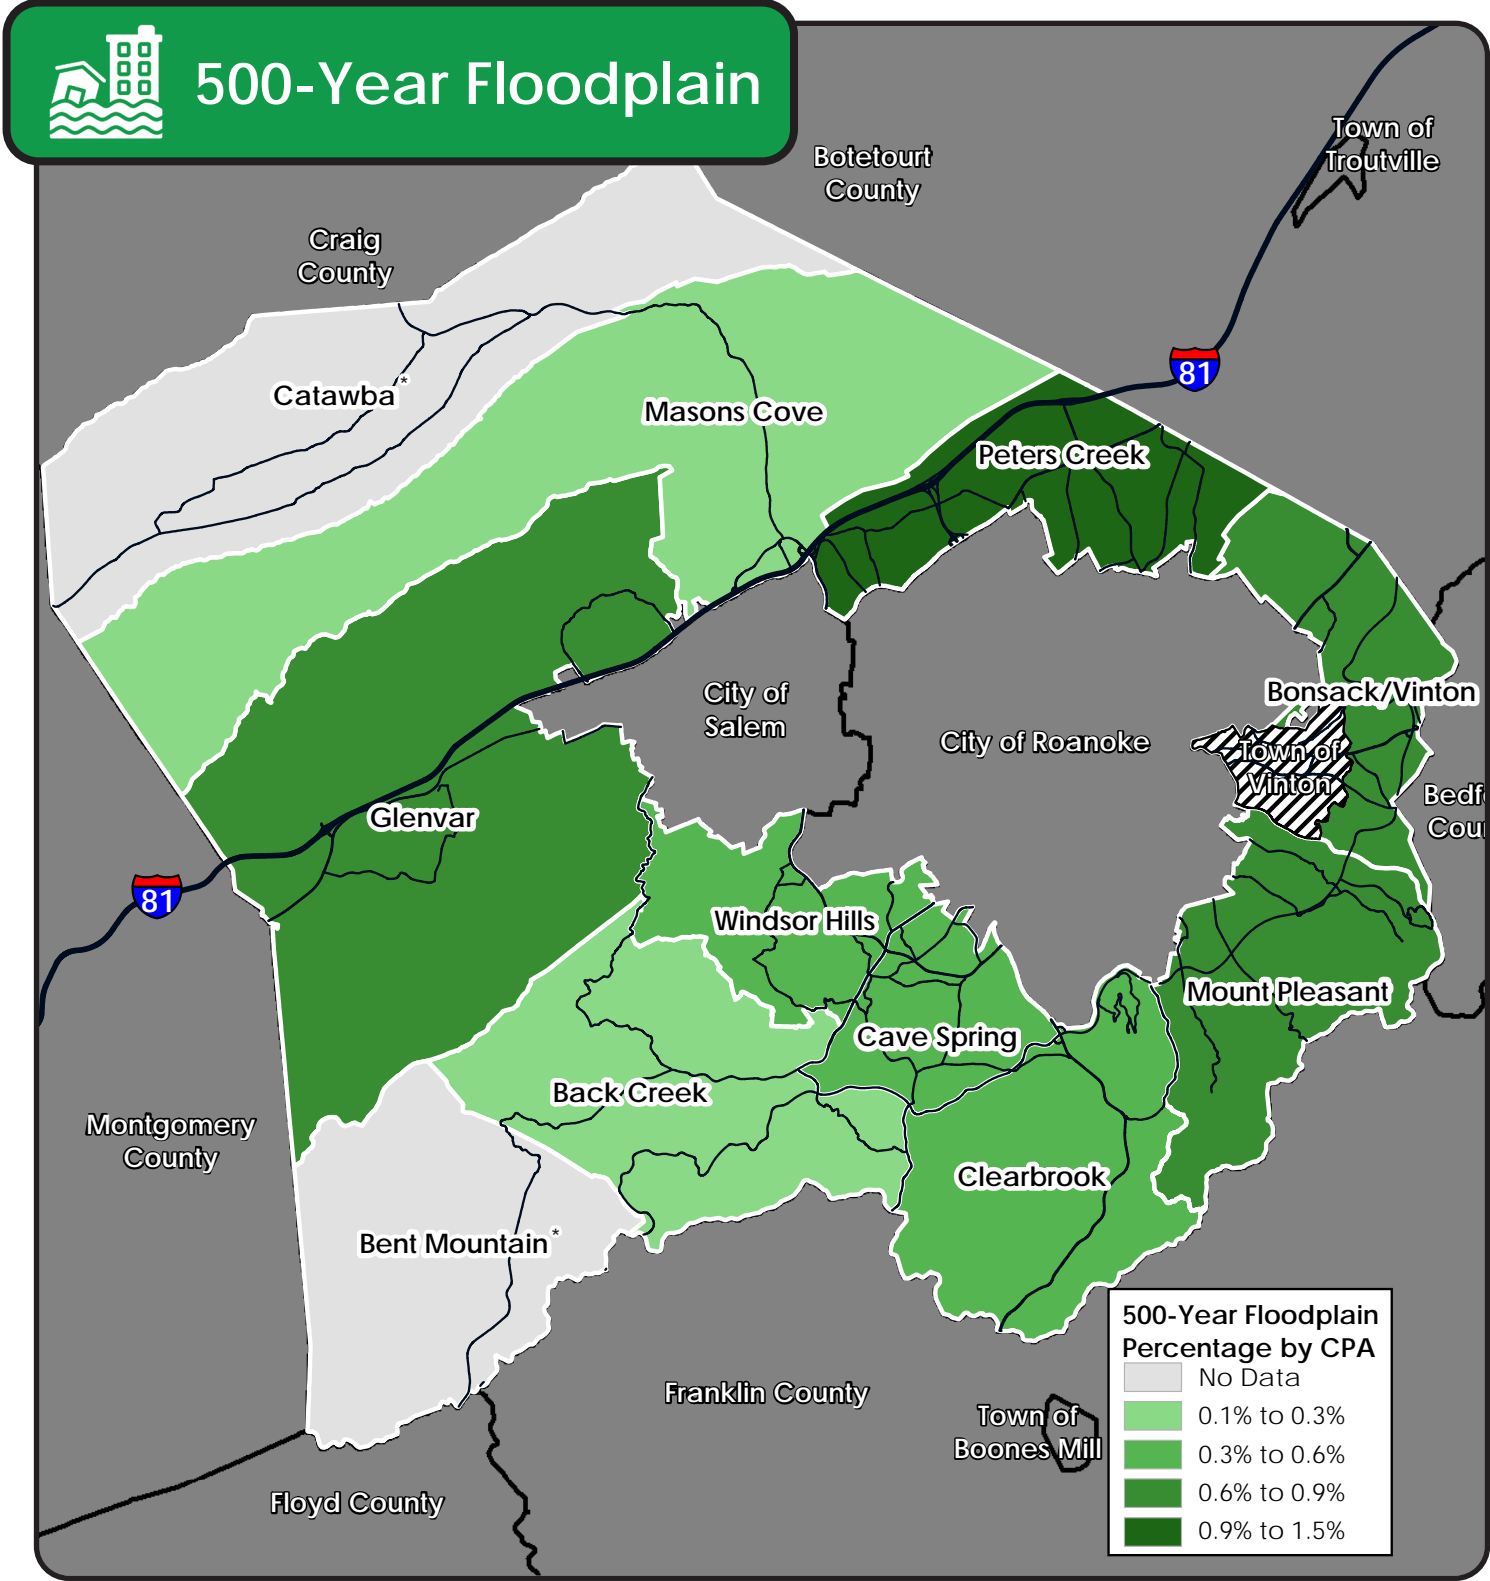 500-Year Floodplain
Town of
Troutville
Botetourt
County
Craig
County
81
Catawba*
Masons Cove
Peters Creek
Bonsack/Vinton
City of
Salem
City of Roanoke
Town of
Vinton
Glenvar
81
Windsor Hills
Mount Pleasant
Cave Spring
Back Creek
Montgomery
County
Clearbrook
Bent Mountain*
Franklin County
Town of
Boones Mill
Floyd County
500-Year Floodplain
Percentage by CPA
No Data
0.1% to 0.3%
0.3% to 0.6%
0.6% to 0.9%
0.9% to 1.5%